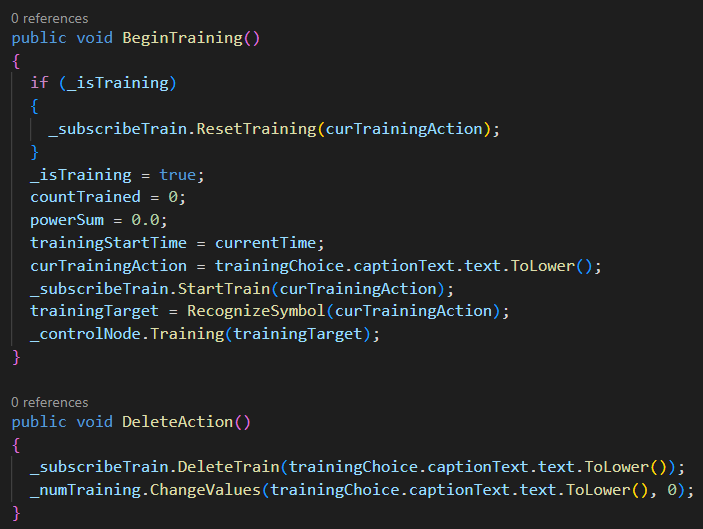 0 references
public void BeginTraining()
{
if (_isTraining)
{
_subscribeTrain.ResetTraining(curTrainingAction);
}
_isTraining = true;
countTrained = 0;
powerSum = 0.0;
trainingStartTime = currentTime;
curTrainingAction = trainingChoice.captionText.text.ToLower();
_subscribeTrain.StartTrain(curTrainingAction);
trainingTarget = RecognizeSymbol(curTrainingAction);
_controlNode.Training(trainingTarget);
}
0 references
public void DeleteAction()
{
_subscribeTrain.DeleteTrain(trainingChoice.captionText.text.ToLower());
_numTraining.ChangeValues(trainingChoice.captionText.text.ToLower(), 0);
}